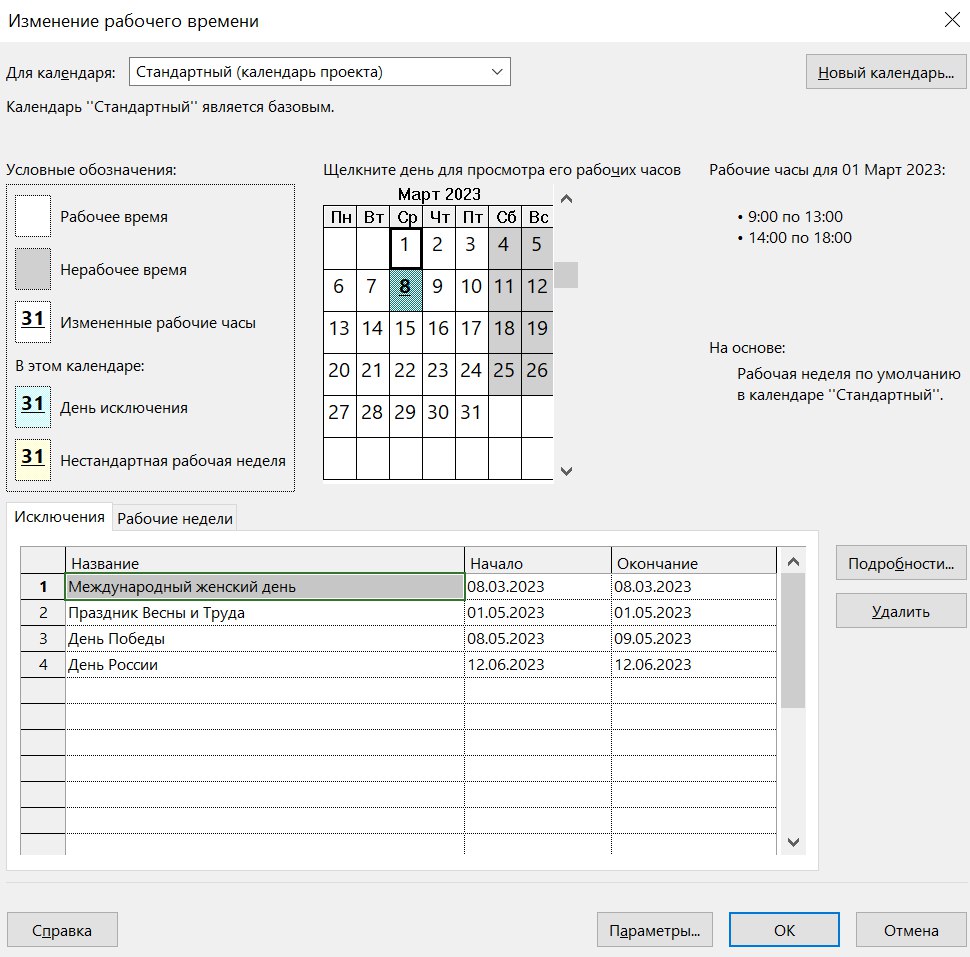 Изменение рабочего времени
Для календаря: Стандартный (календарь проекта) Новый календарь...
Календарь ''Стандартный'' является базовым.
Условные обозначения:
Рабочее время
Нерабочее время
31 Измененные рабочие часы
В этом календаре:
31 День исключения
31 Нестандартная рабочая неделя
Щелкните день для просмотра его рабочих часов
Март 2023
Пн Вт Ср Чт Пт Сб Вс
1 2 3 4 5
6 7 8 9 10 11 12
13 14 15 16 17 18 19
20 21 22 23 24 25 26
27 28 29 30 31
Рабочие часы для 01 Март 2023:
• 9:00 по 13:00
• 14:00 по 18:00
На основе:
Рабочая неделя по умолчанию
в календаре ''Стандартный''.
Исключения Рабочие недели
Название Начало Окончание
1 Международный женский день 08.03.2023 08.03.2023
2 Праздник Весны и Труда 01.05.2023 01.05.2023
3 День Победы 08.05.2023 09.05.2023
4 День России 12.06.2023 12.06.2023
Подробности...
Удалить
Справка Параметры... ОК Отмена